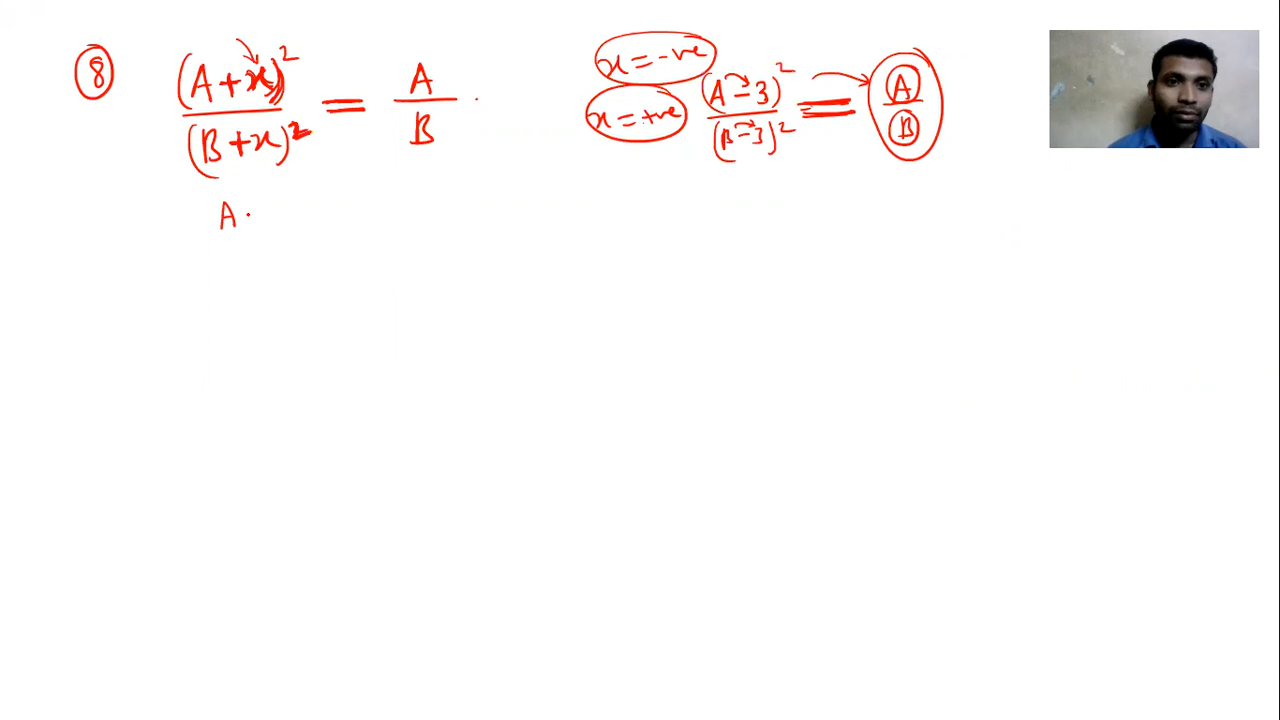 ⑧ (A+x)² / (B+x)² = A / B
x = -ve
x = +ve
(A-3)² / (B-3)² = A / B
A ·